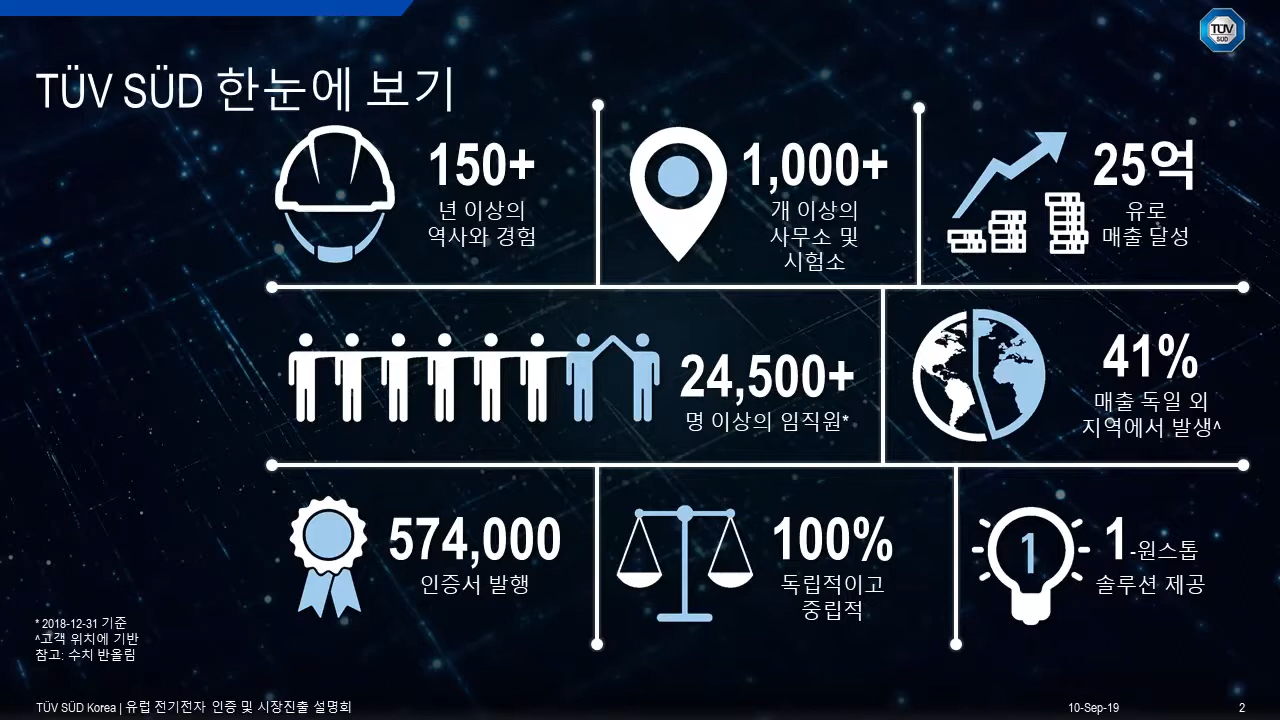 TÜV
SÜD
TÜV SÜD 한눈에 보기
150+
년 이상의
역사와 경험
1,000+
개 이상의
사무소 및
시험소
25억
유로
매출 달성
24,500+
명 이상의 임직원*
41%
매출 독일 외
지역에서 발생^
574,000
인증서 발행
100%
독립적이고
중립적
1
1-원스톱
솔루션 제공
* 2018-12-31 기준
^고객 위치에 기반
참고: 수치 반올림
TÜV SÜD Korea | 유럽 전기전자 인증 및 시장진출 설명회
10-Sep-19
2